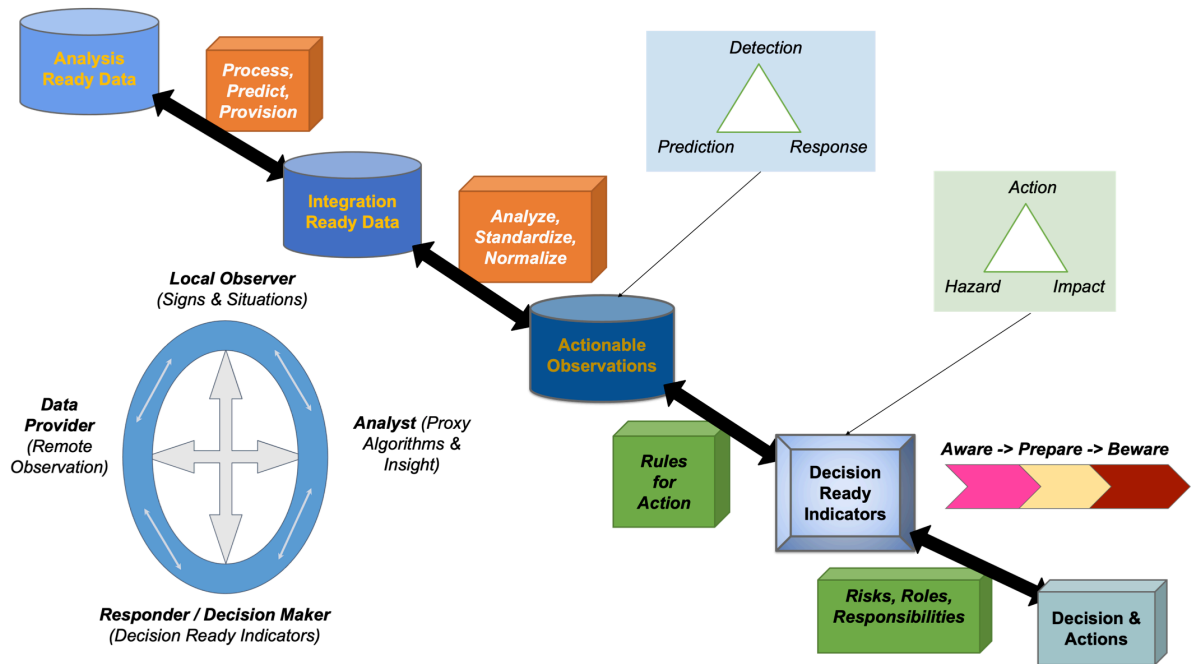 Analysis
Ready Data
Process,
Predict,
Provision
Detection
Prediction
Response
Integration
Ready Data
Analyze,
Standardize,
Normalize
Action
Hazard
Impact
Local Observer
(Signs & Situations)
Data
Provider
(Remote
Observation)
Analyst (Proxy
Algorithms &
Insight)
Responder / Decision Maker
(Decision Ready Indicators)
Actionable
Observations
Rules
for
Action
Decision
Ready
Indicators
Aware -> Prepare -> Beware
Risks, Roles,
Responsibilities
Decision &
Actions